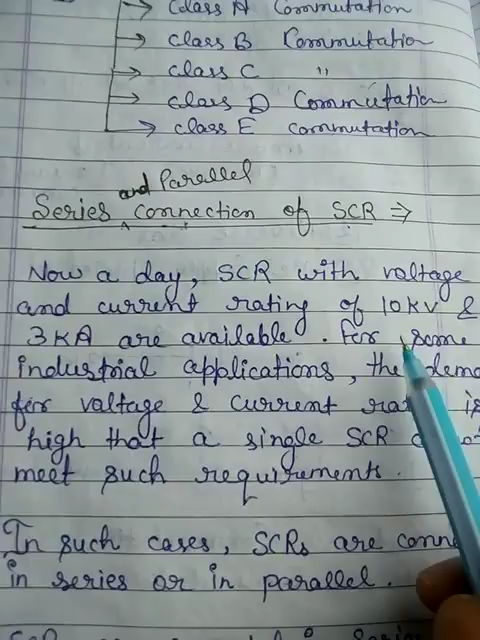 Class A Commutation
class B Commutation
class C "
class D Commutation
class E commutation
and Parallel
Series connection of SCR ⇒
Now a day, SCR with voltage
and current rating of 10KV &
3KA are available. For some
industrial applications, the
for voltage & current
high that a single SCR
meet such requirements.
In such cases, SCRs are
in series or in parallel.